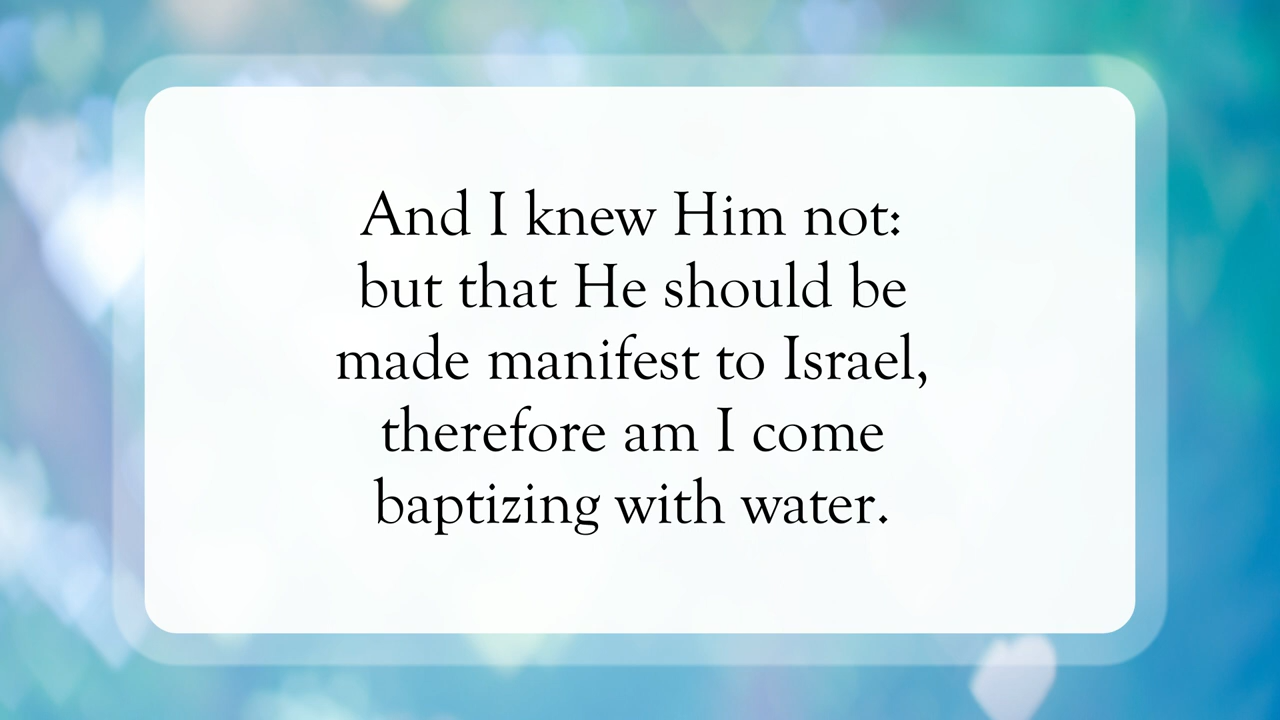 And I knew Him not:
but that He should be
made manifest to Israel,
therefore am I come
baptizing with water.